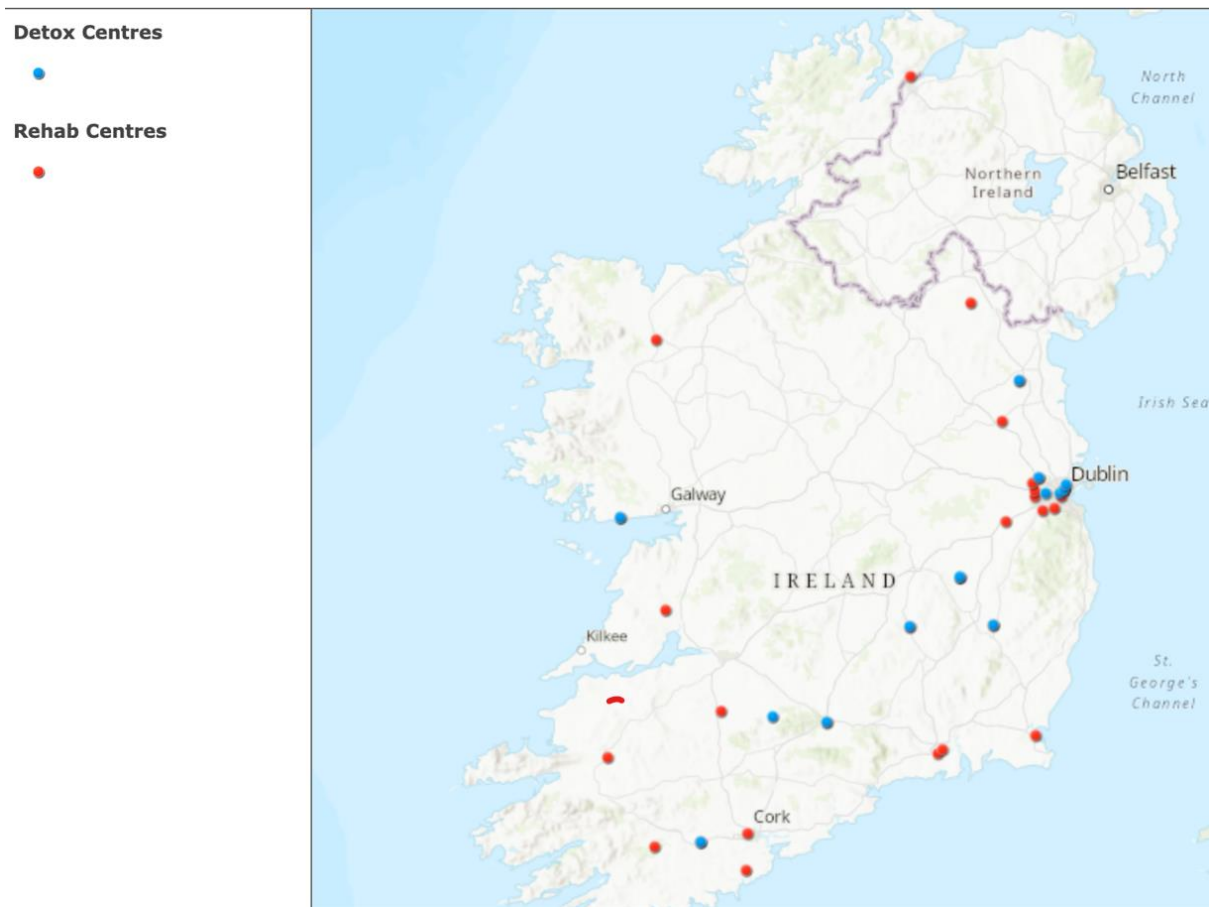 Detox Centres
Rehab Centres
North
Channel
Belfast
Northern
Ireland
Irish Sea
Dublin
Galway
IRELAND
Kilkee
St.
George's
Channel
Cork